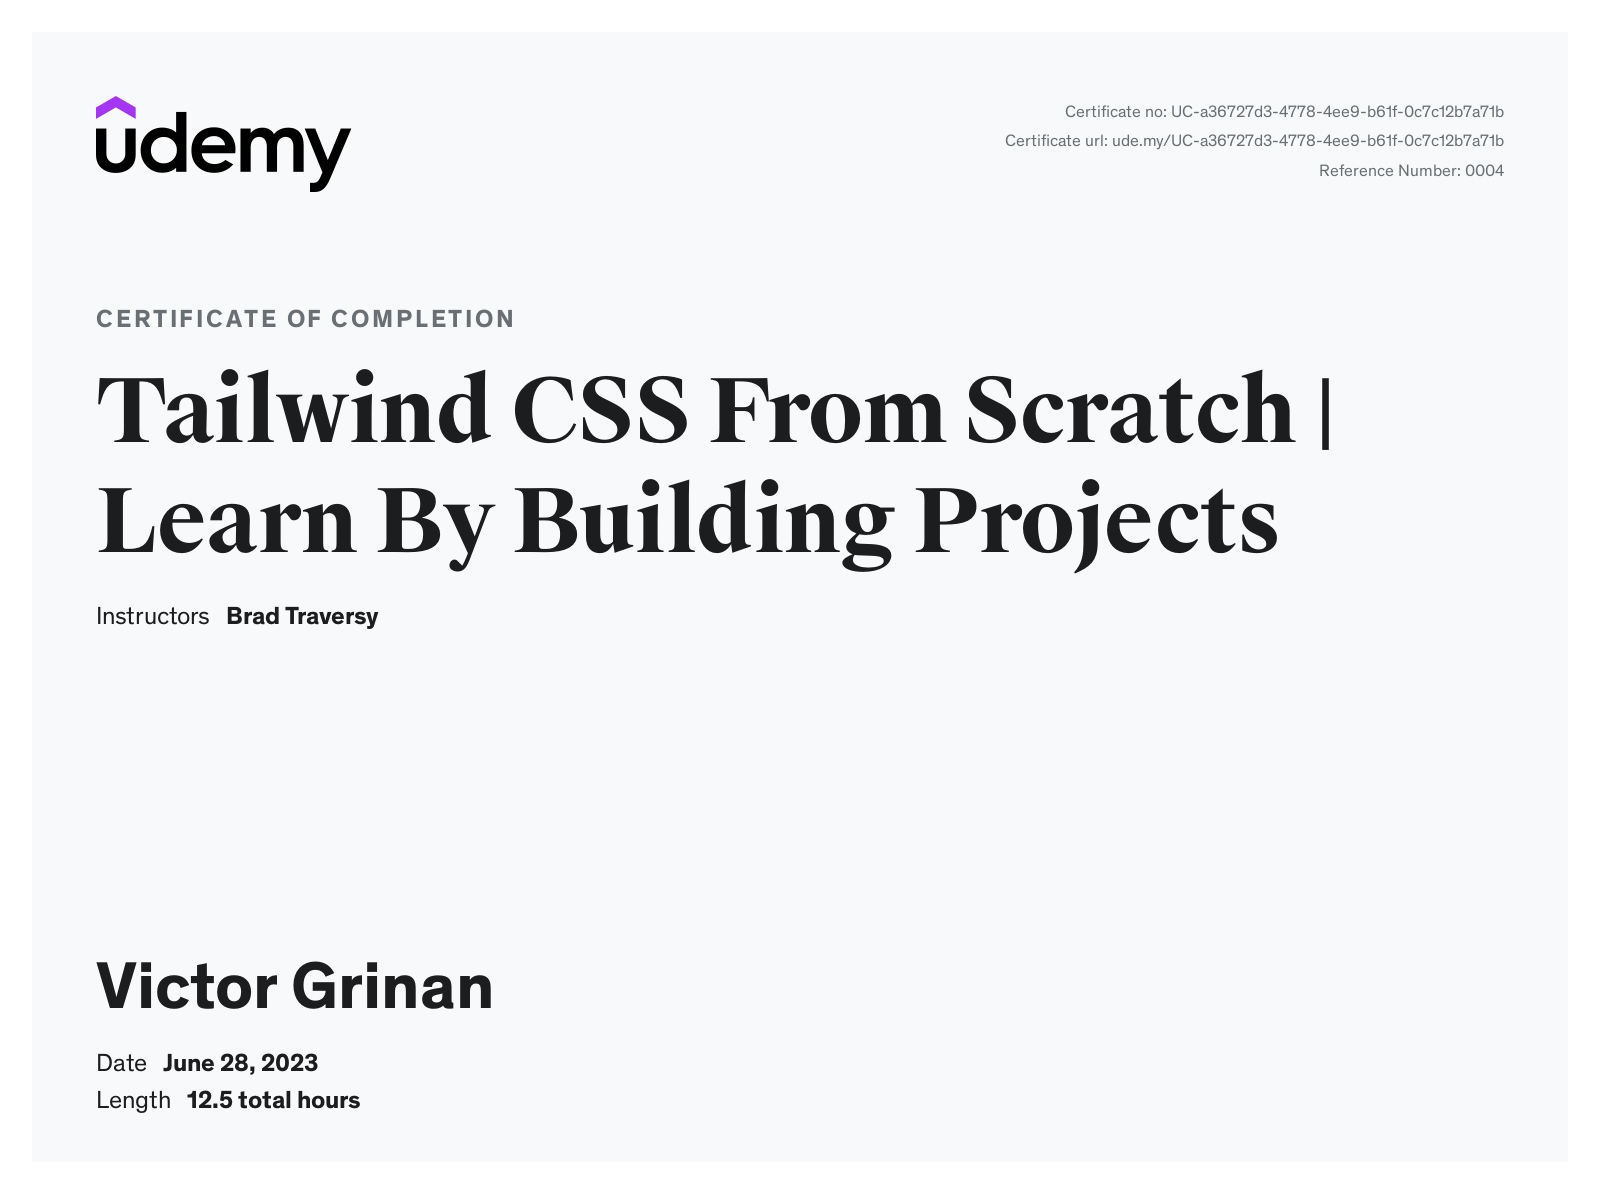 udemy
Certificate no: UC-a36727d3-4778-4ee9-b61f-0c7c12b7a71b
Certificate url: ude.my/UC-a36727d3-4778-4ee9-b61f-0c7c12b7a71b
Reference Number: 0004
CERTIFICATE OF COMPLETION
Tailwind CSS From Scratch |
Learn By Building Projects
Instructors Brad Traversy
Victor Grinan
Date June 28, 2023
Length 12.5 total hours